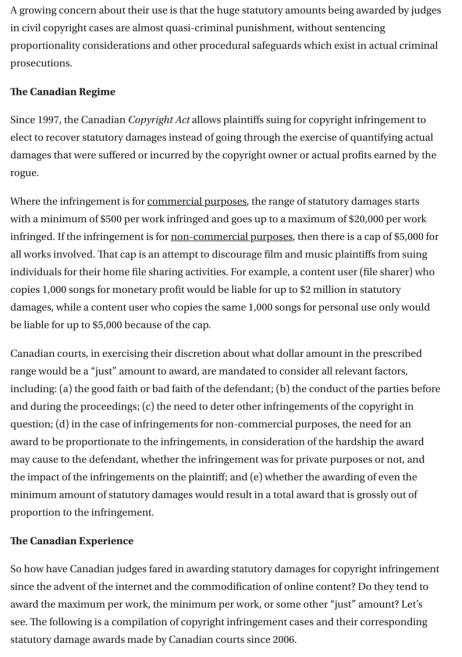 A growing concern about their use is that the huge statutory amounts being awarded by judges
in civil copyright cases are almost quasi-criminal punishment, without sentencing
proportionality considerations and other procedural safeguards which exist in actual criminal
prosecutions.
The Canadian Regime
Since 1997, the Canadian Copyright Act allows plaintiffs suing for copyright infringement to
elect to recover statutory damages instead of going through the exercise of quantifying actual
damages that were suffered or incurred by the copyright owner or actual profits earned by the
rogue.
Where the infringement is for commercial purposes, the range of statutory damages starts
with a minimum of $500 per work infringed and goes up to a maximum of $20,000 per work
infringed. If the infringement is for non-commercial purposes, then there is a cap of $5,000 for
all works involved. That cap is an attempt to discourage film and music plaintiffs from suing
individuals for their home file sharing activities. For example, a content user (file sharer) who
copies 1,000 songs for monetary profit would be liable for up to $2 million in statutory
damages, while a content user who copies the same 1,000 songs for personal use only would
be liable for up to $5,000 because of the cap.
Canadian courts, in exercising their discretion about what dollar amount in the prescribed
range would be a “just” amount to award, are mandated to consider all relevant factors,
including: (a) the good faith or bad faith of the defendant; (b) the conduct of the parties before
and during the proceedings; (c) the need to deter other infringements of the copyright in
question; (d) in the case of infringements for non-commercial purposes, the need for an
award to be proportionate to the infringements, in consideration of the hardship the award
may cause to the defendant, whether the infringement was for private purposes or not, and
the impact of the infringements on the plaintiff; and (e) whether the awarding of even the
minimum amount of statutory damages would result in a total award that is grossly out of
proportion to the infringement.
The Canadian Experience
So how have Canadian judges fared in awarding statutory damages for copyright infringement
since the advent of the internet and the commodification of online content? Do they tend to
award the maximum per work, the minimum per work, or some other “just” amount? Let’s
see. The following is a compilation of copyright infringement cases and their corresponding
statutory damage awards made by Canadian courts since 2006.